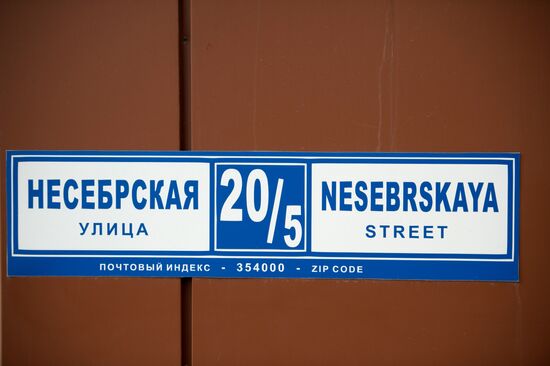 НЕСЕБРСКАЯ
УЛИЦА
20/5
NESEBRSKAYA
STREET
ПОЧТОВЫЙ ИНДЕКС - 354000 - ZIP CODE